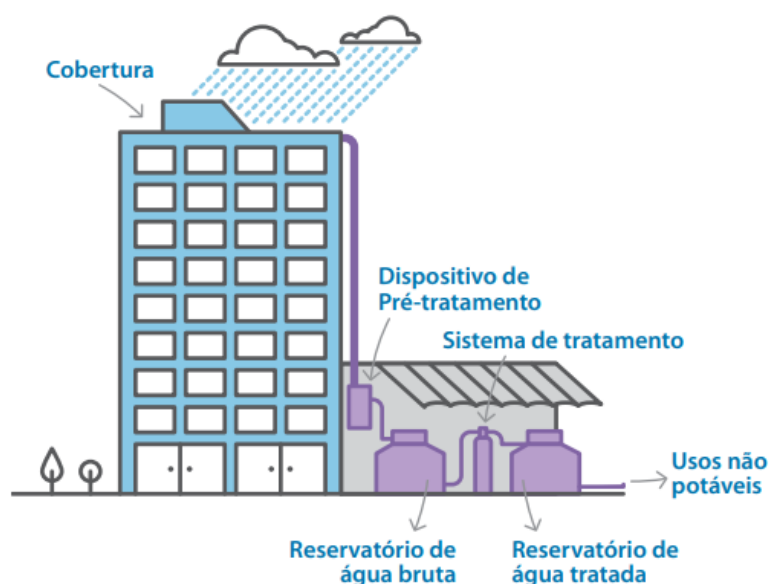 Cobertura
Dispositivo de
Pré-tratamento
Sistema de tratamento
Usos não
potáveis
Reservatório de
água bruta
Reservatório de
água tratada